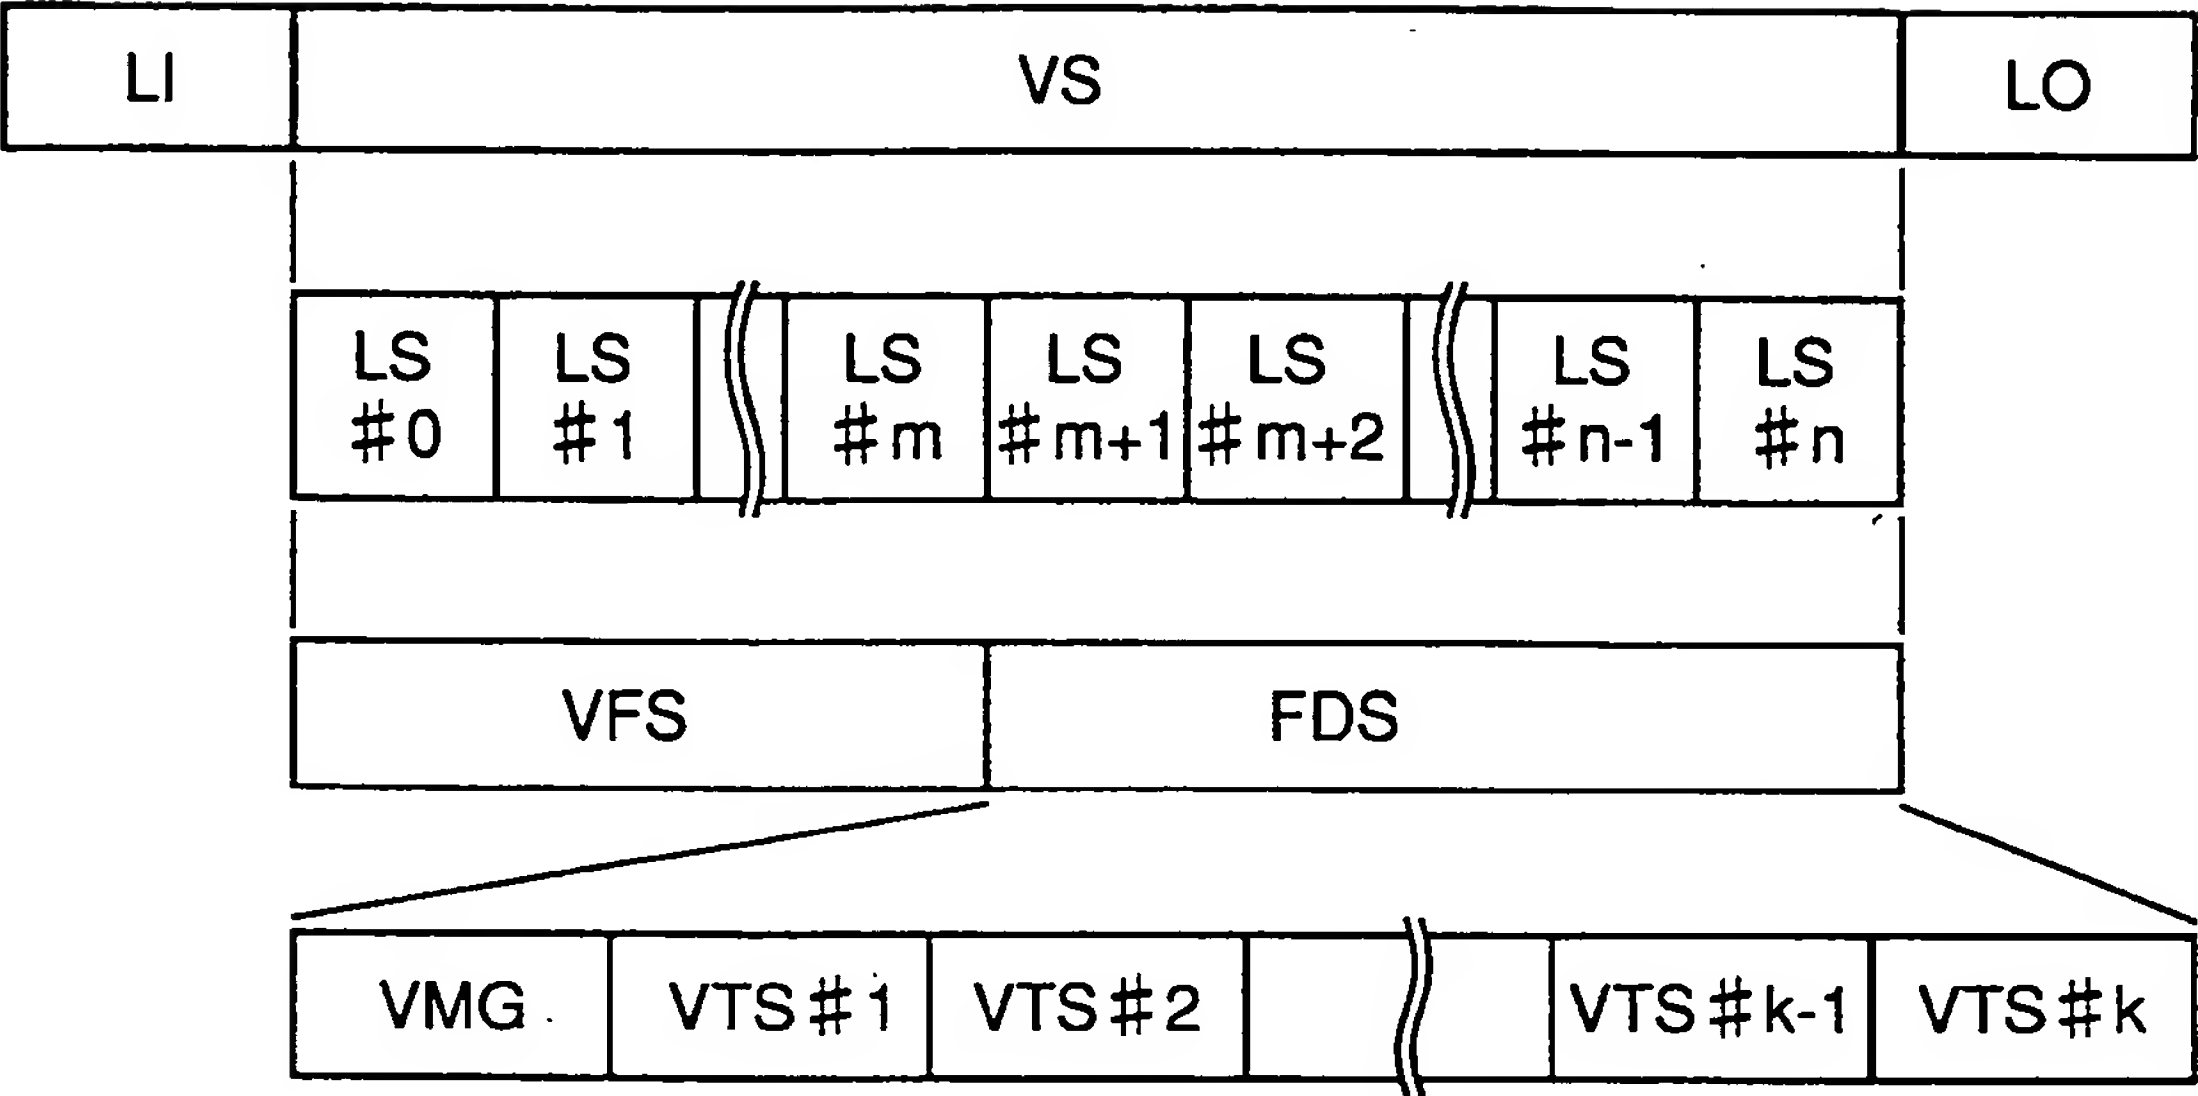 LI VS LO
LS LS LS LS LS LS LS
#0 #1 #m #m+1 #m+2 #n-1 #n
VFS FDS
VMG VTS#1 VTS#2 VTS#k-1 VTS#k